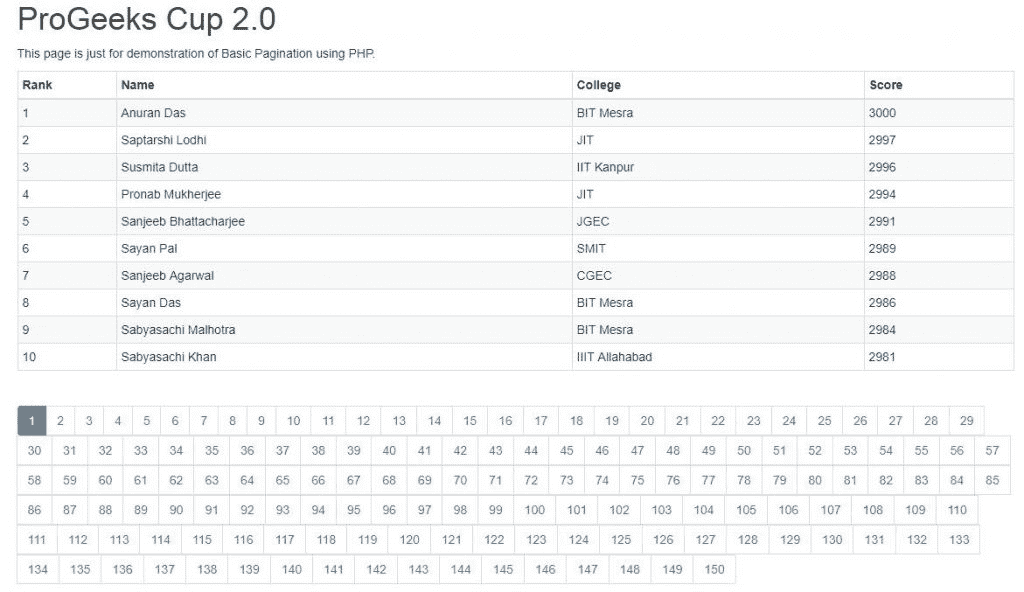 ProGeeks Cup 2.0
This page is just for demonstration of Basic Pagination using PHP.
Rank Name College Score
1 Anuran Das BIT Mesra 3000
2 Saptarshi Lodhi JIT 2997
3 Susmita Dutta IIT Kanpur 2996
4 Pronab Mukherjee JIT 2994
5 Sanjeeb Bhattacharjee JGEC 2991
6 Sayan Pal SMIT 2989
7 Sanjeeb Agarwal CGEC 2988
8 Sayan Das BIT Mesra 2986
9 Sabyasachi Malhotra BIT Mesra 2984
10 Sabyasachi Khan IIIT Allahabad 2981
1 2 3 4 5 6 7 8 9 10 11 12 13 14 15 16 17 18 19 20 21 22 23 24 25 26 27 28 29
30 31 32 33 34 35 36 37 38 39 40 41 42 43 44 45 46 47 48 49 50 51 52 53 54 55 56 57
58 59 60 61 62 63 64 65 66 67 68 69 70 71 72 73 74 75 76 77 78 79 80 81 82 83 84 85
86 87 88 89 90 91 92 93 94 95 96 97 98 99 100 101 102 103 104 105 106 107 108 109 110
111 112 113 114 115 116 117 118 119 120 121 122 123 124 125 126 127 128 129 130 131 132 133
134 135 136 137 138 139 140 141 142 143 144 145 146 147 148 149 150